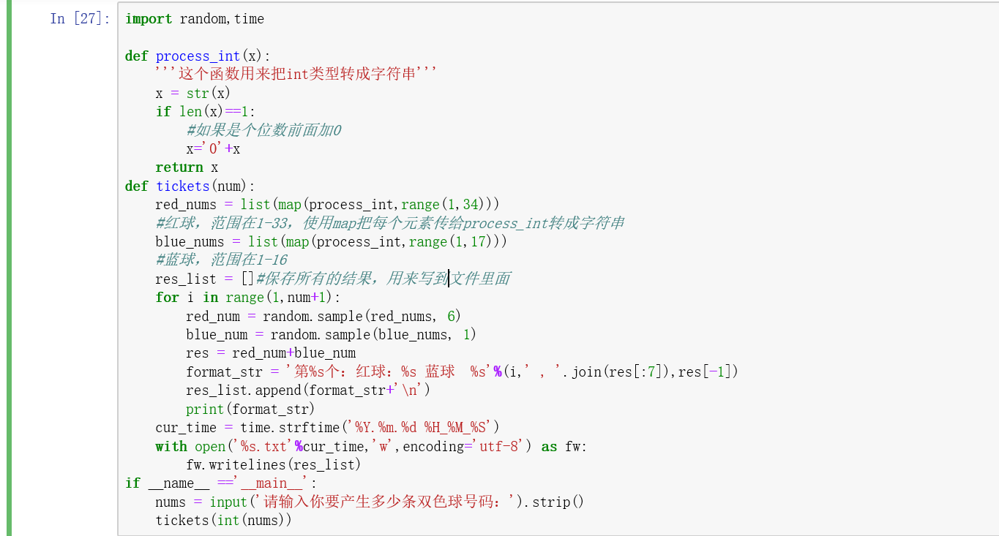 In [27]: import random,time
def process_int(x):
    '''这个函数用来把int类型转成字符串'''
    x = str(x)
    if len(x)==1:
        #如果是个位数前面加0
        x='0'+x
    return x
def tickets(num):
    red_nums = list(map(process_int,range(1,34)))
    #红球，范围在1-33，使用map把每个元素传给process_int转成字符串
    blue_nums = list(map(process_int,range(1,17)))
    #蓝球，范围在1-16
    res_list = []#保存所有的结果，用来写到文件里面
    for i in range(1,num+1):
        red_num = random.sample(red_nums, 6)
        blue_num = random.sample(blue_nums, 1)
        res = red_num+blue_num
        format_str = '第%s个：红球：%s 蓝球  %s'%(i,' , '.join(res[:7]),res[-1])
        res_list.append(format_str+'\n')
        print(format_str)
    cur_time = time.strftime('%Y.%m.%d %H_%M_%S')
    with open('%s.txt'%cur_time,'w',encoding='utf-8') as fw:
        fw.writelines(res_list)
if __name__ =='__main__':
    nums = input('请输入你要产生多少条双色球号码：').strip()
    tickets(int(nums))